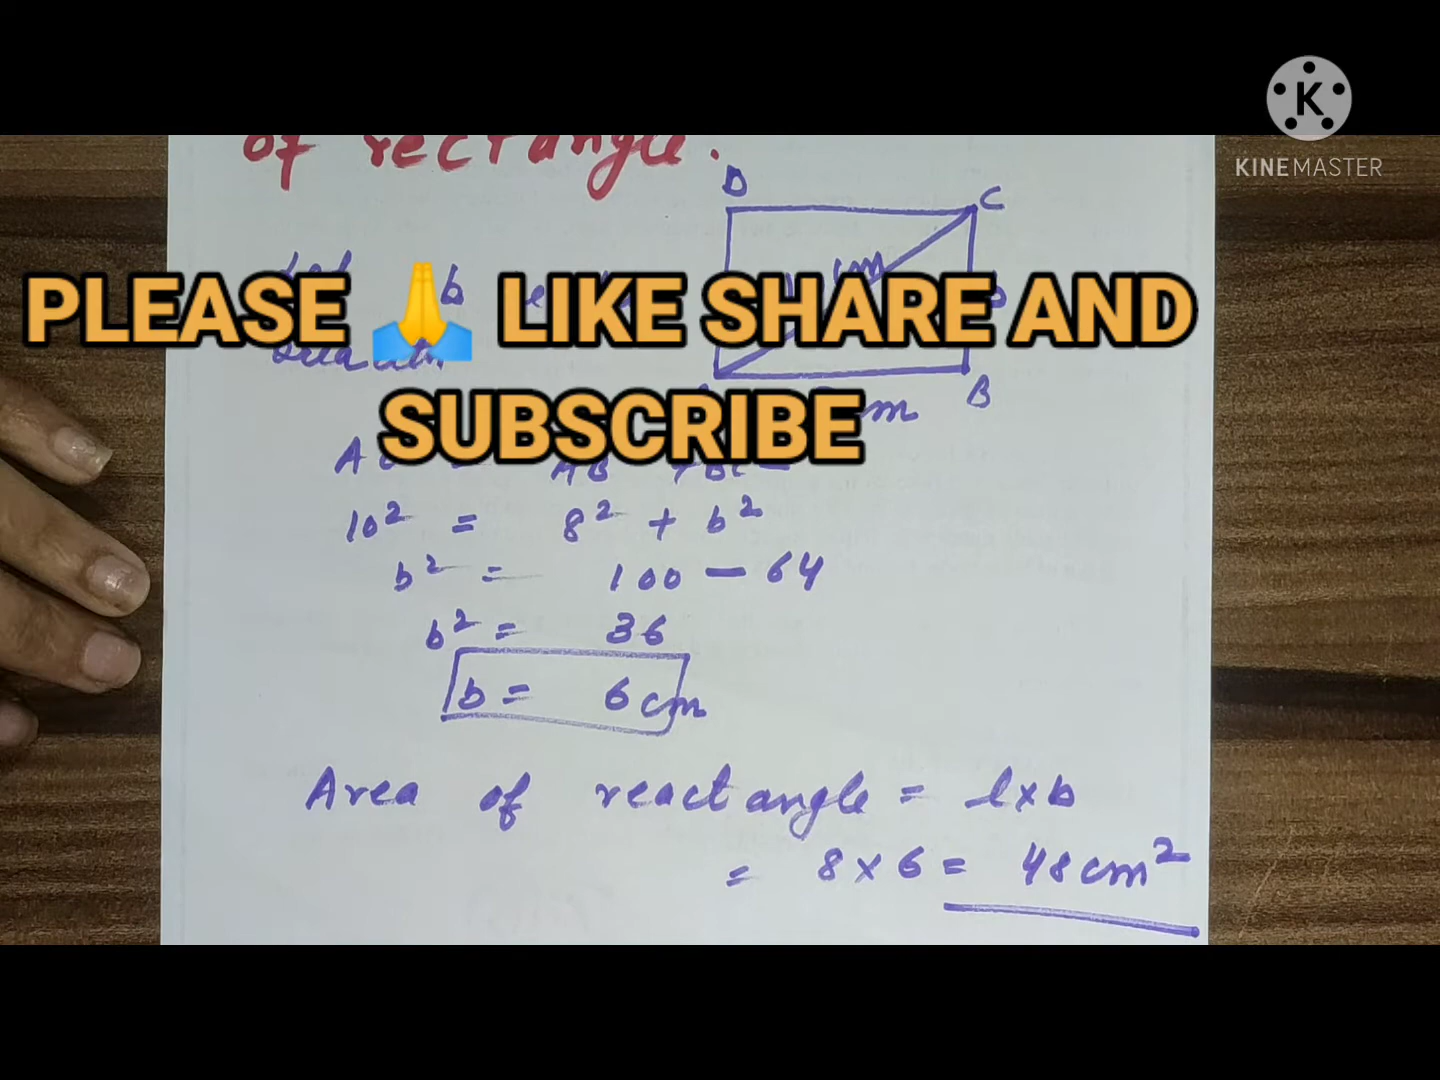 KINEMASTER
of rectangle.
D
C
cm
b
PLEASE 🙏 LIKE SHARE AND
SUBSCRIBE
B
m
10² = 8² + b²
b² = 100 - 64
b² = 36
b = 6 cm
Area of reactangle = l x b
= 8 x 6 = 48 cm²